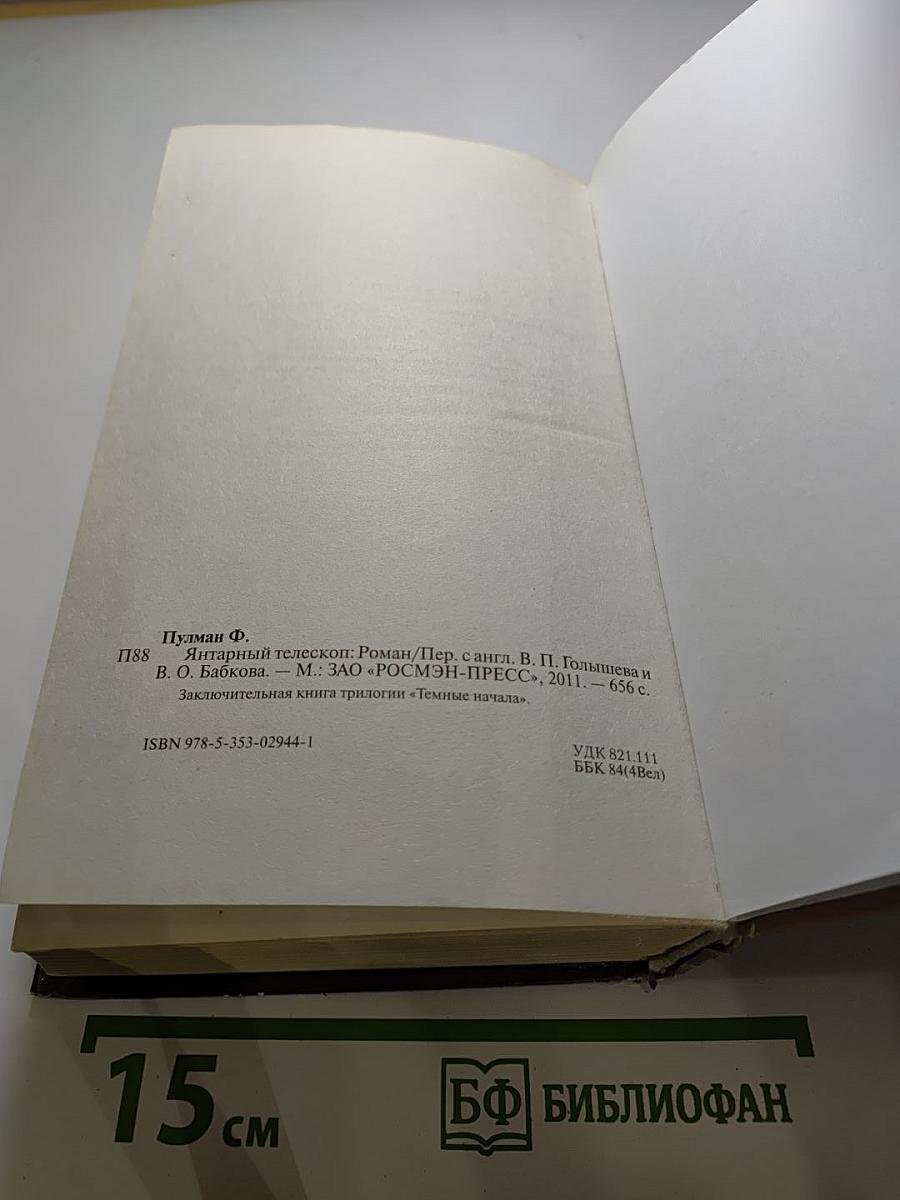 Пулман Ф.
П88 Янтарный телескоп: Роман/Пер. с англ. В. П. Голышева и
В. О. Бабкова. — М.: ЗАО «РОСМЭН-ПРЕСС», 2011. — 656 с.
Заключительная книга трилогии «Темные начала».
ISBN 978-5-353-02944-1
УДК 821.111
ББК 84(4Вел)
15 см
БФ БИБЛИОФАН